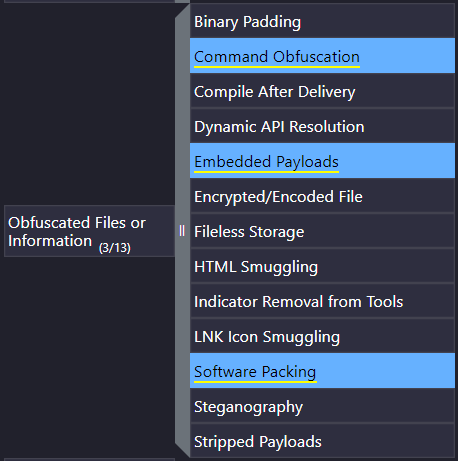 Binary Padding
Command Obfuscation
Compile After Delivery
Dynamic API Resolution
Embedded Payloads
Encrypted/Encoded File
Obfuscated Files or
Information (3/13)
Fileless Storage
HTML Smuggling
Indicator Removal from Tools
LNK Icon Smuggling
Software Packing
Steganography
Stripped Payloads